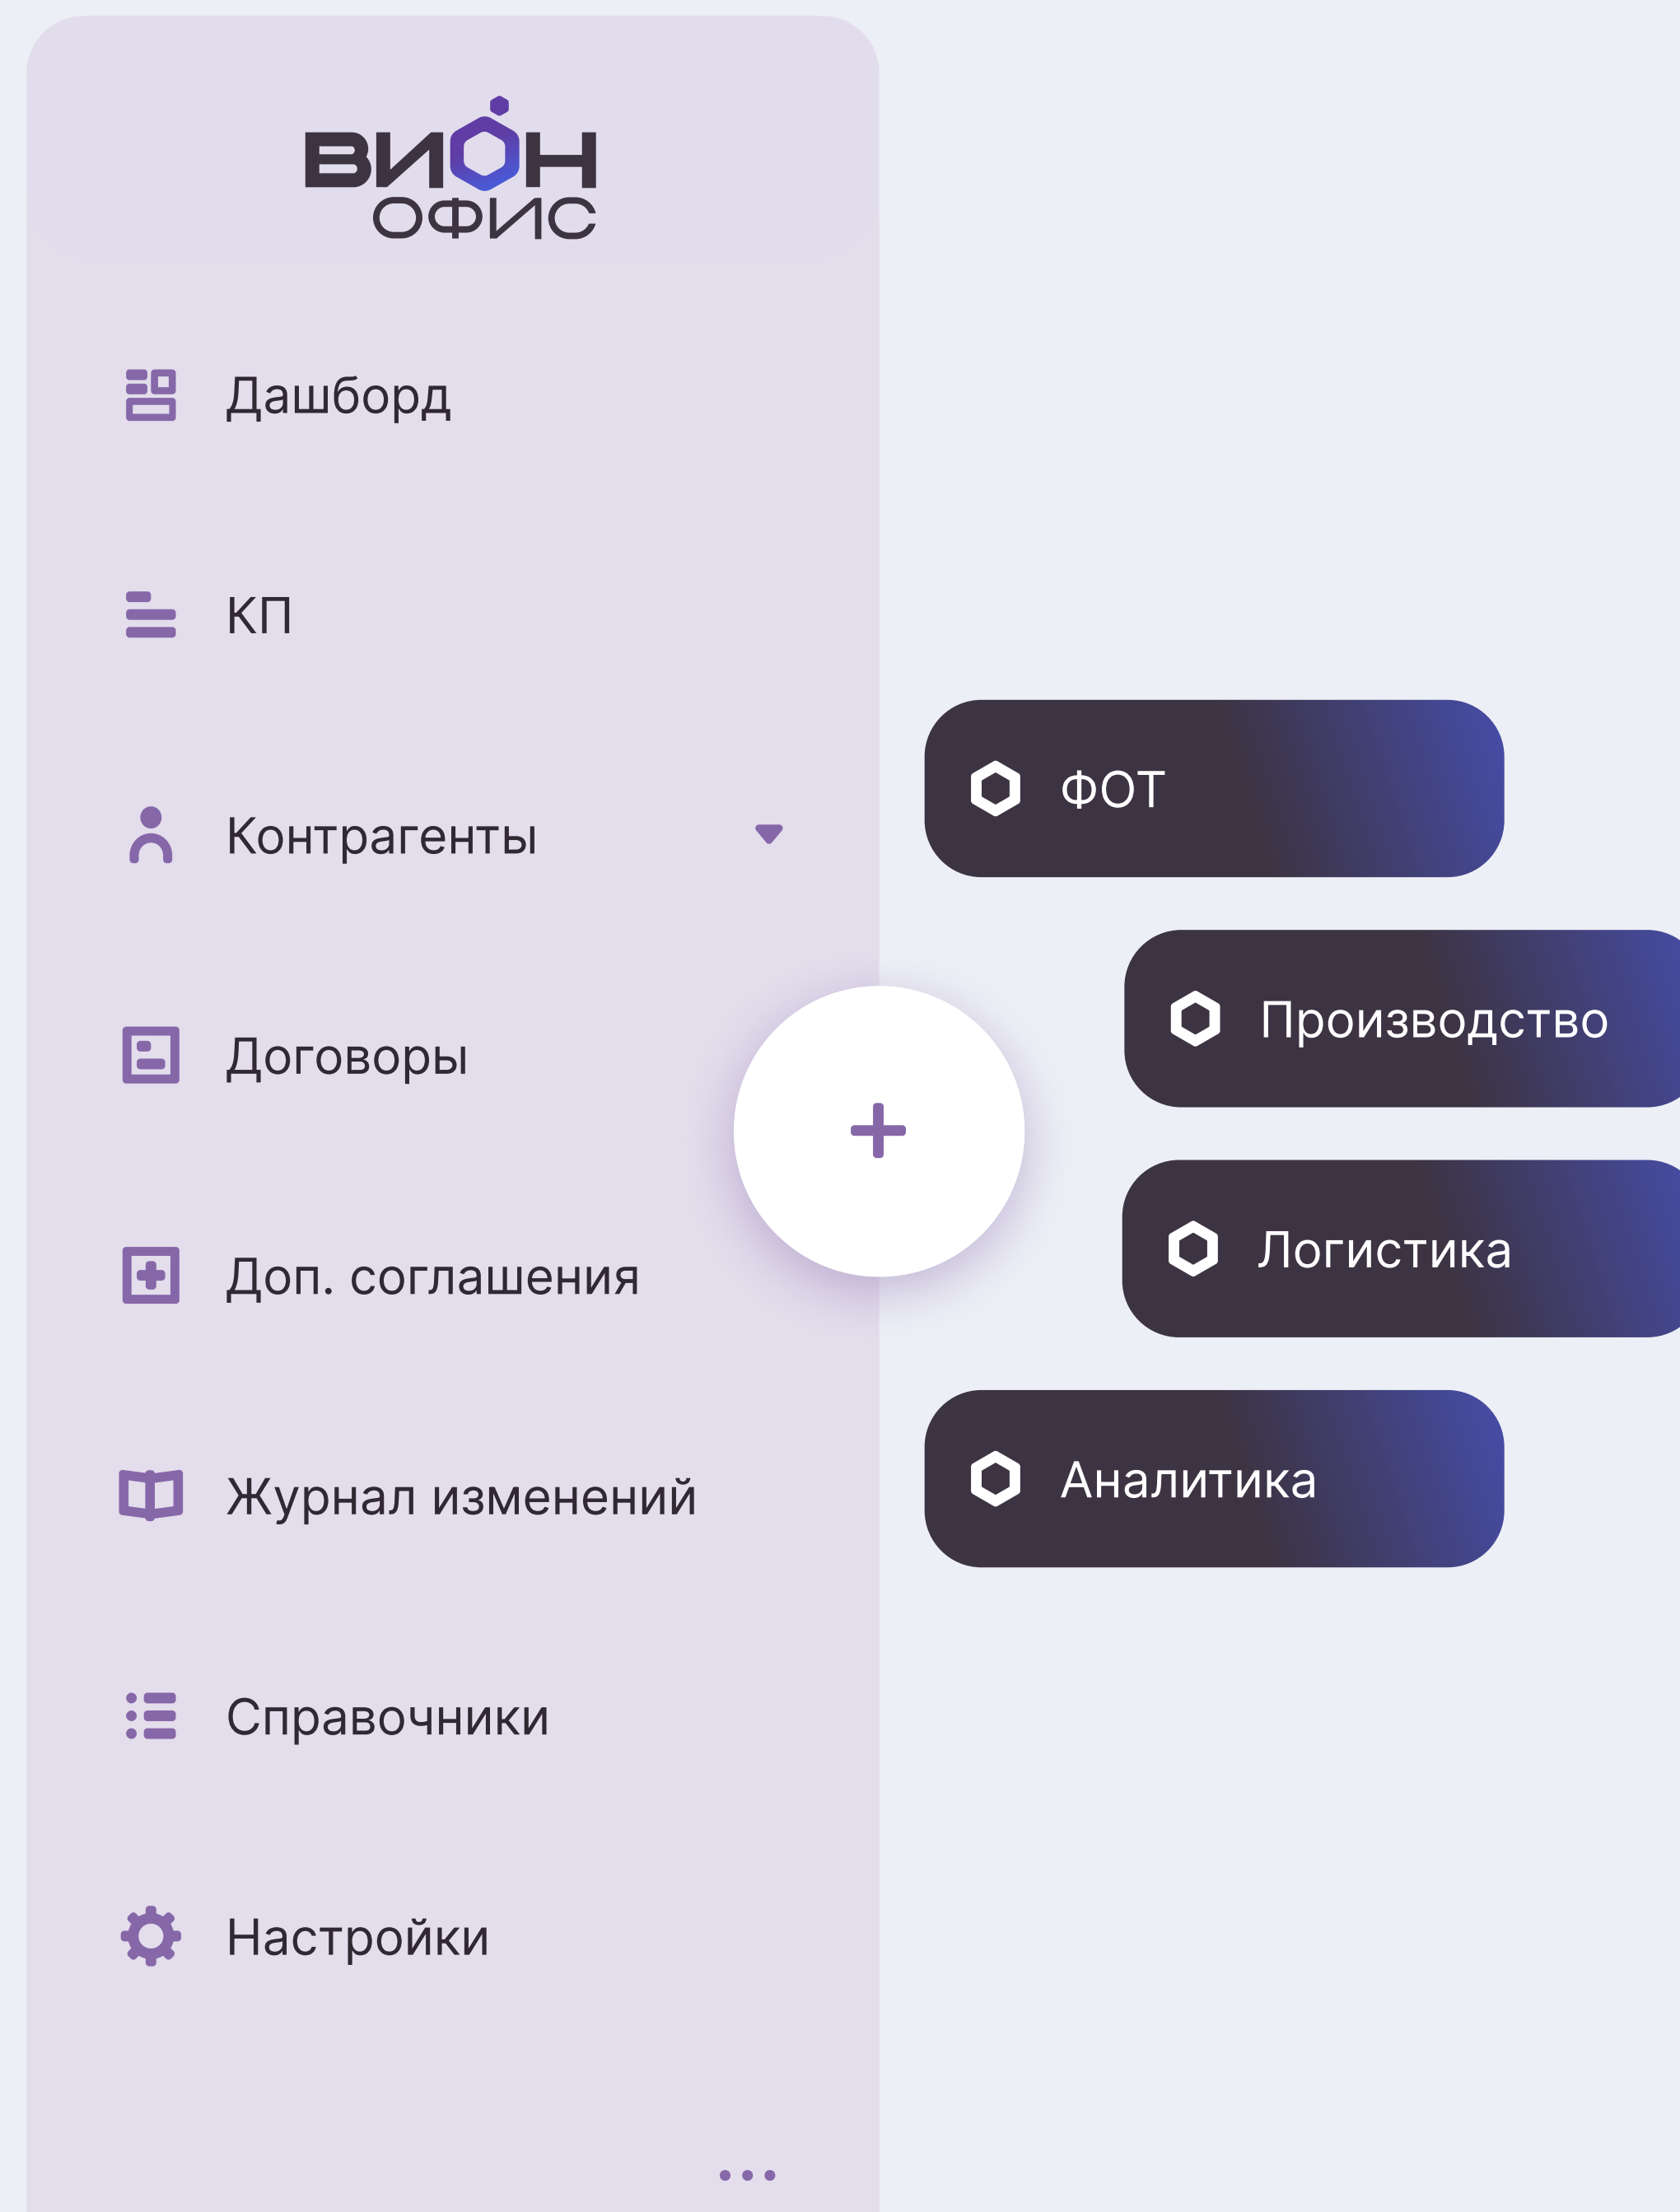 ВИОН
ОФИС
Дашборд
КП
Контрагенты
Договоры
Доп. соглашения
Журнал изменений
Справочники
Настройки
ФОТ
Производство
Логистика
Аналитика